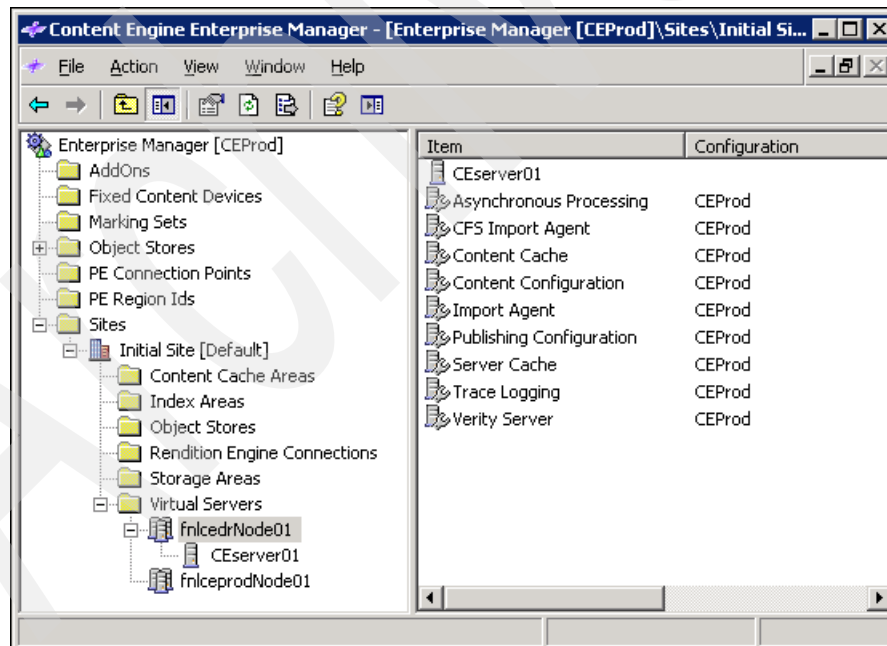 Content Engine Enterprise Manager - [Enterprise Manager [CEProd]\Sites\Initial Si...
File Action View Window Help
Enterprise Manager [CEProd]
AddOns
Fixed Content Devices
Marking Sets
Object Stores
PE Connection Points
PE Region Ids
Sites
Initial Site [Default]
Content Cache Areas
Index Areas
Object Stores
Rendition Engine Connections
Storage Areas
Virtual Servers
fnlcedrNode01
CEserver01
fnlceprodNode01
Item Configuration
CEserver01
Asynchronous Processing CEProd
CFS Import Agent CEProd
Content Cache CEProd
Content Configuration CEProd
Import Agent CEProd
Publishing Configuration CEProd
Server Cache CEProd
Trace Logging CEProd
Verity Server CEProd